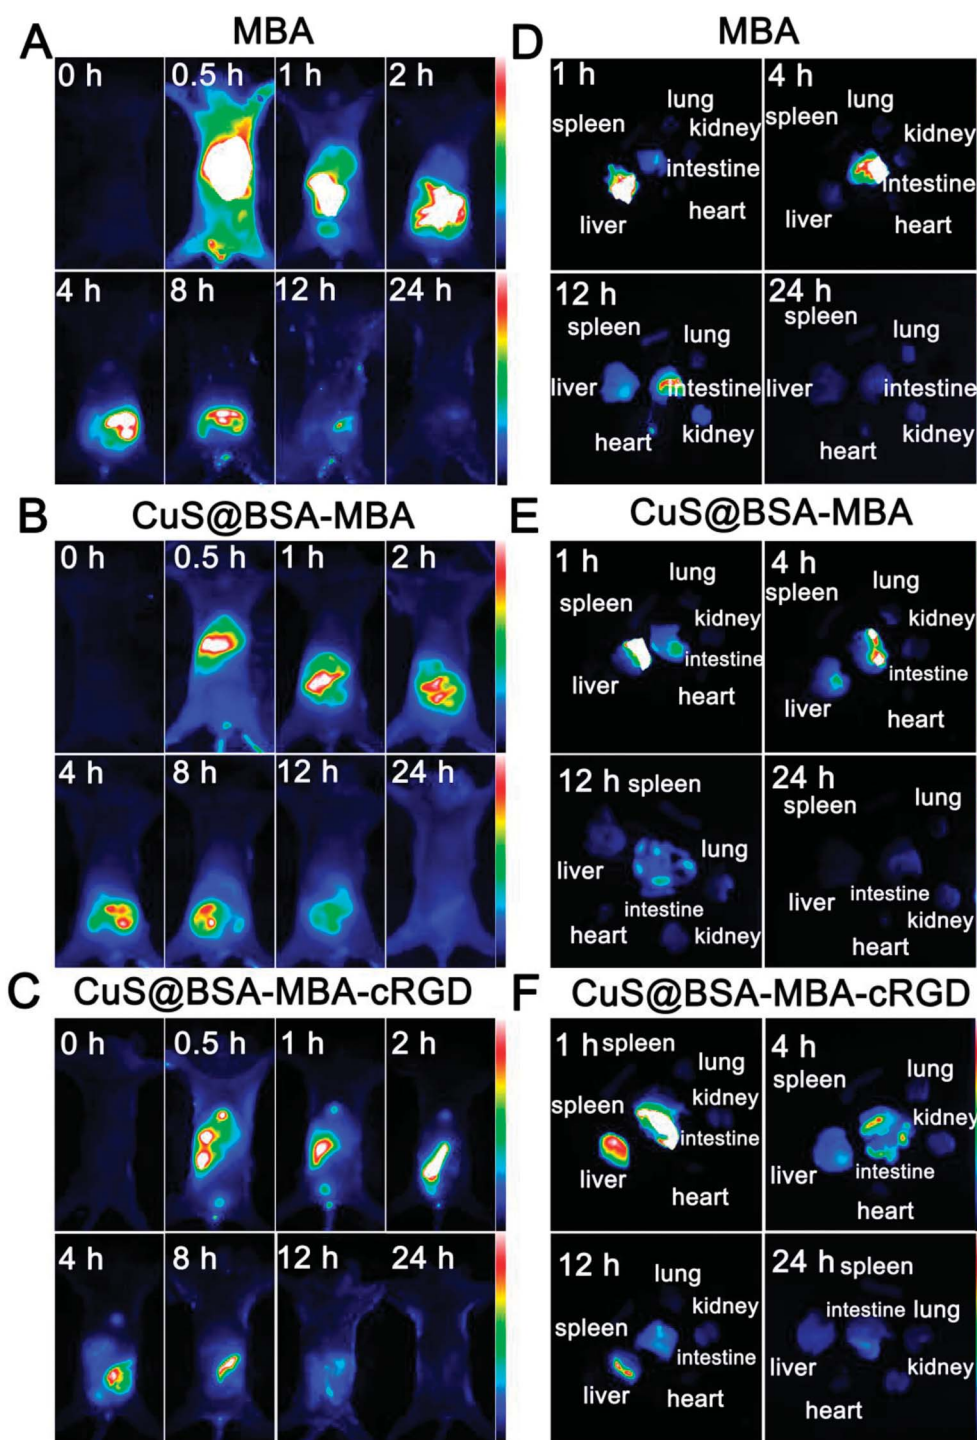 A
MBA
0 h
0.5 h
1 h
2 h
4 h
8 h
12 h
24 h
B
CuS@BSA-MBA
0 h
0.5 h
1 h
2 h
4 h
8 h
12 h
24 h
C
CuS@BSA-MBA-cRGD
0 h
0.5 h
1 h
2 h
4 h
8 h
12 h
24 h
D
MBA
1 h
lung
spleen
kidney
intestine
liver
heart
4 h
lung
spleen
kidney
Intestine
liver
heart
12 h
spleen
lung
liver
Intestine
heart
kidney
24 h
spleen
lung
liver
intestine
heart
kidney
E
CuS@BSA-MBA
1 h
lung
spleen
kidney
intestine
liver
heart
4 h
lung
spleen
kidney
intestine
liver
heart
12 h
spleen
lung
liver
intestine
heart
kidney
24 h
spleen
lung
liver
intestine
kidney
heart
F
CuS@BSA-MBA-cRGD
1 h
spleen
lung
kidney
spleen
intestine
liver
heart
4 h
lung
spleen
kidney
liver
intestine
heart
12 h
lung
kidney
spleen
intestine
liver
heart
24 h
spleen
intestine
lung
liver
kidney
heart